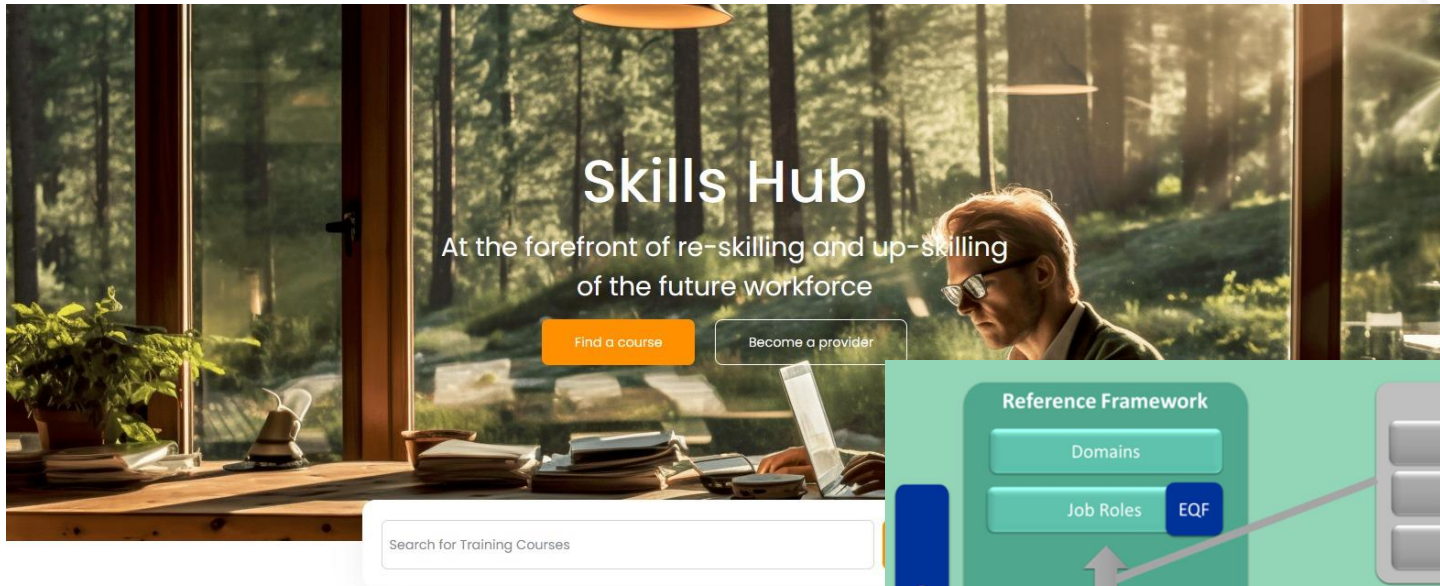 Skills Hub
At the forefront of re-skilling and up-skilling
of the future workforce
Find a course
Become a provider
Search for Training Courses
Reference Framework
Domains
Job Roles
EQF